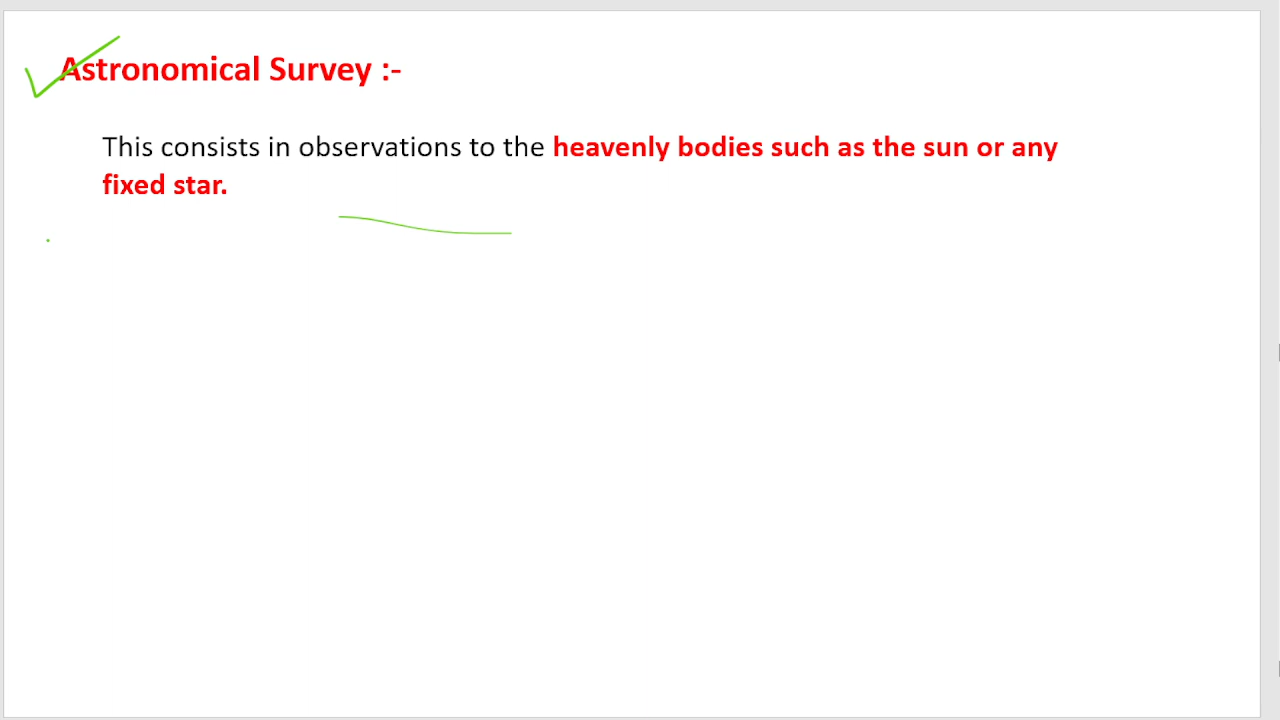 Astronomical Survey :-
This consists in observations to the heavenly bodies such as the sun or any
fixed star.